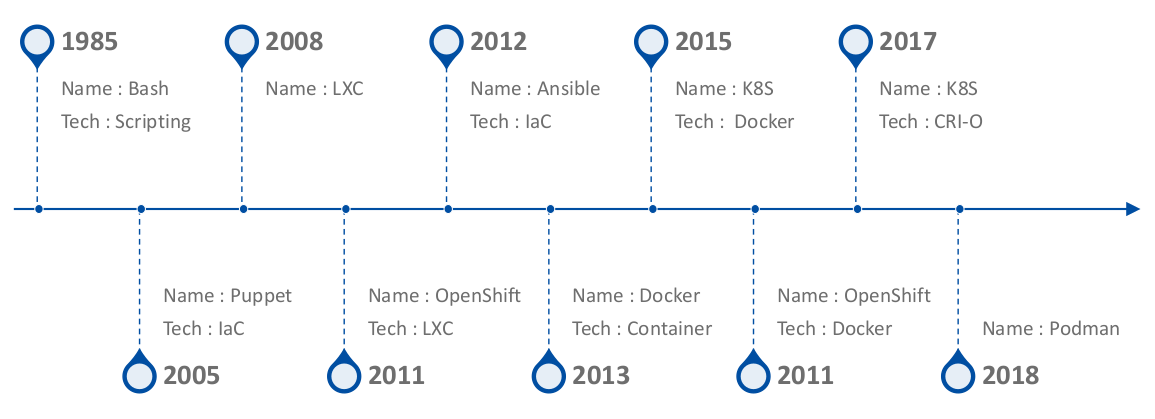 1985
Name : Bash
Tech : Scripting
2008
Name : LXC
2012
Name : Ansible
Tech : IaC
2015
Name : K8S
Tech :  Docker
2017
Name : K8S
Tech : CRI-O
Name : Puppet
Tech : IaC
2005
Name : OpenShift
Tech : LXC
2011
Name : Docker
Tech : Container
2013
Name : OpenShift
Tech : Docker
2011
Name : Podman
2018